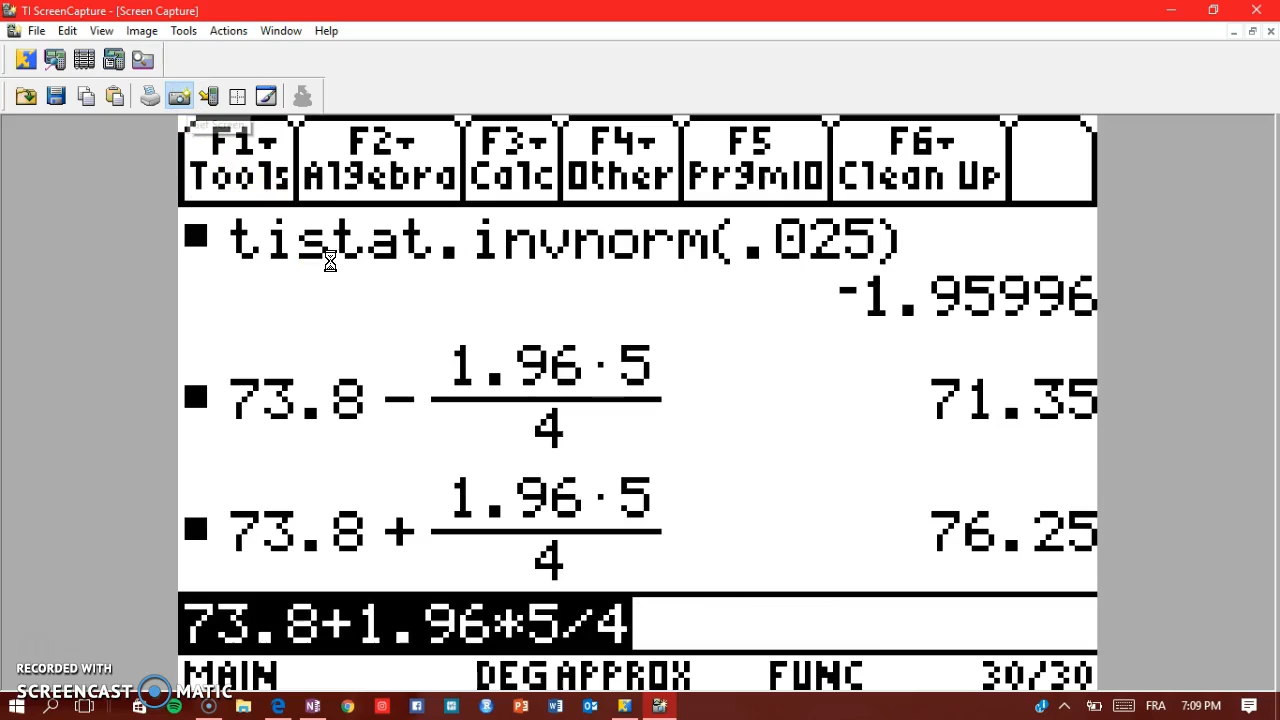 TI ScreenCapture - [Screen Capture]
File Edit View Image Tools Actions Window Help
F1▾ F2▾ F3▾ F4▾ F5 F6▾
Tools Algebra Calc Other PrgmIO Clean Up
■ tistat.invnorm(.025)
-1.95996
■ 73.8 - 1.96·5/4 71.35
■ 73.8 + 1.96·5/4 76.25
73.8+1.96*5/4
MAIN DEG APPROX FUNC 30/30
RECORDED WITH
SCREENCAST MATIC
FRA 7:09 PM